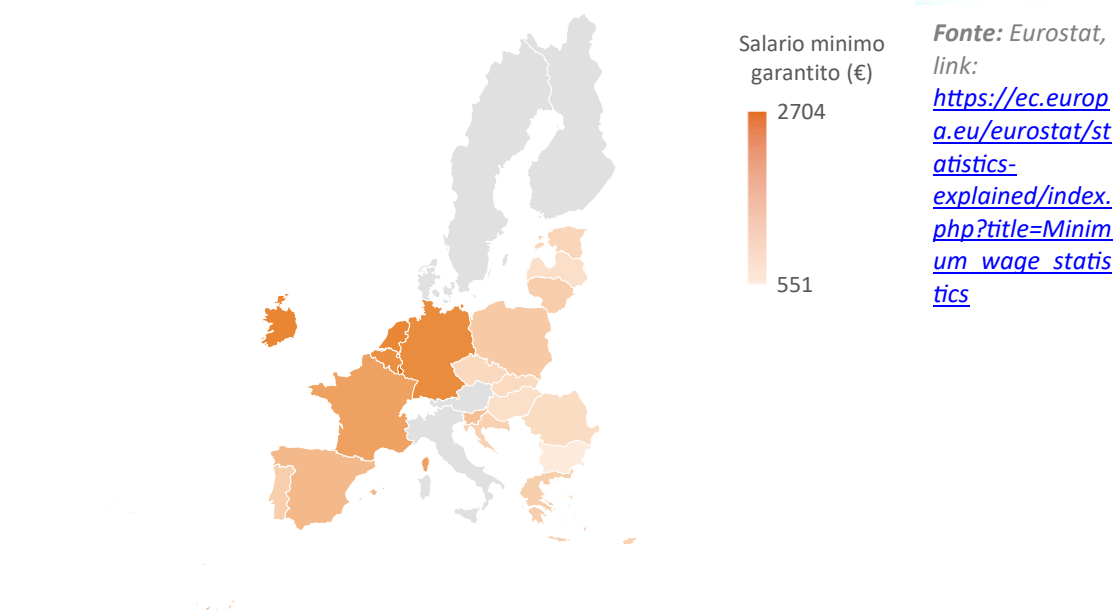 Salario minimo
garantito (€)
2704
551
Fonte: Eurostat,
link:
https://ec.europ
a.eu/eurostat/st
atistics-
explained/index.
php?title=Minim
um_wage_statis
tics